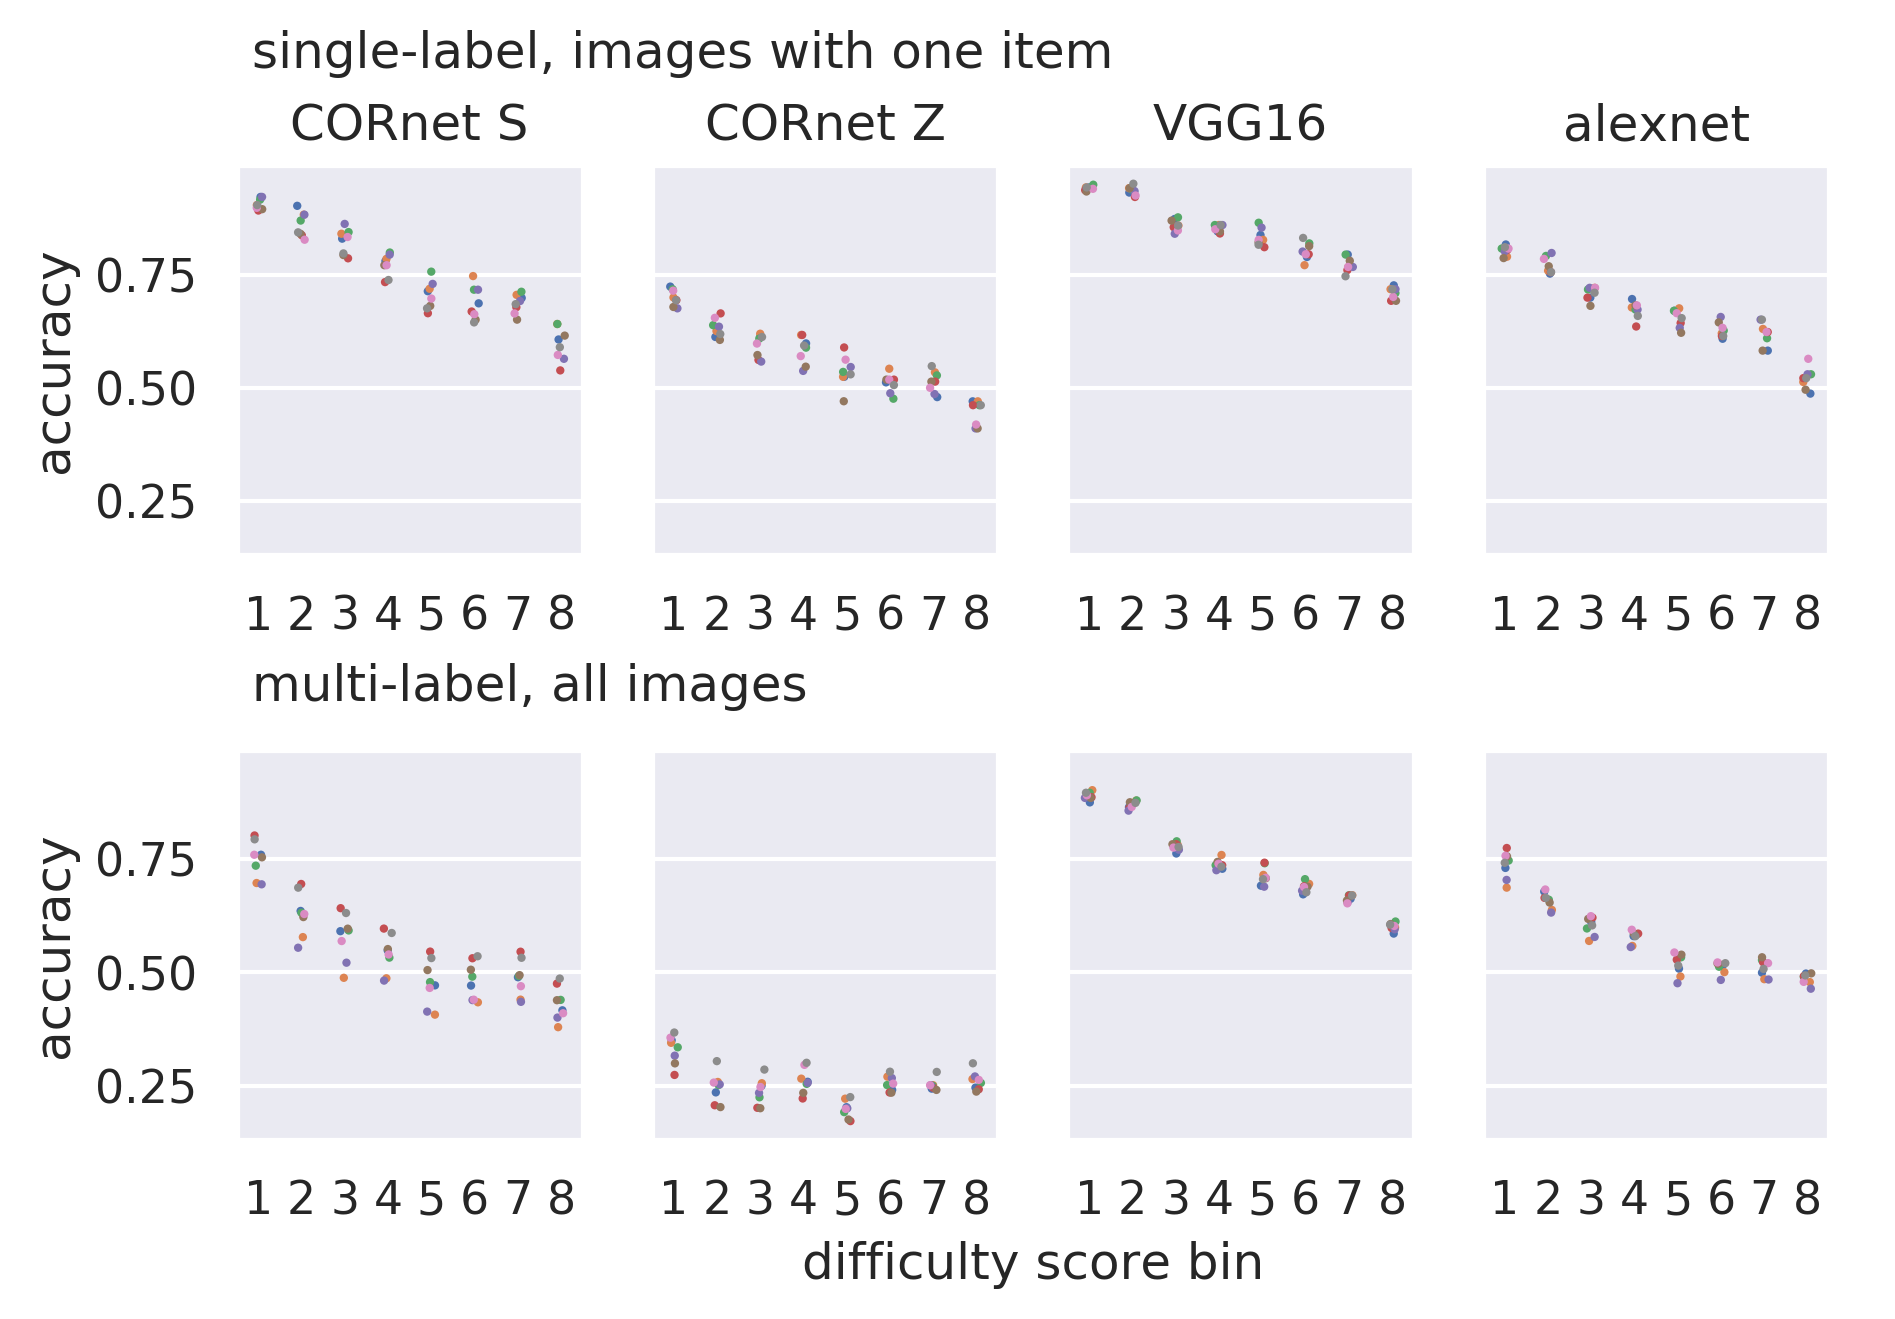 single-label, images with one item
CORnet S CORnet Z VGG16 alexnet
accuracy
0.75
0.50
0.25
1 2 3 4 5 6 7 8 1 2 3 4 5 6 7 8 1 2 3 4 5 6 7 8 1 2 3 4 5 6 7 8
multi-label, all images
accuracy
0.75
0.50
0.25
1 2 3 4 5 6 7 8 1 2 3 4 5 6 7 8 1 2 3 4 5 6 7 8 1 2 3 4 5 6 7 8
difficulty score bin